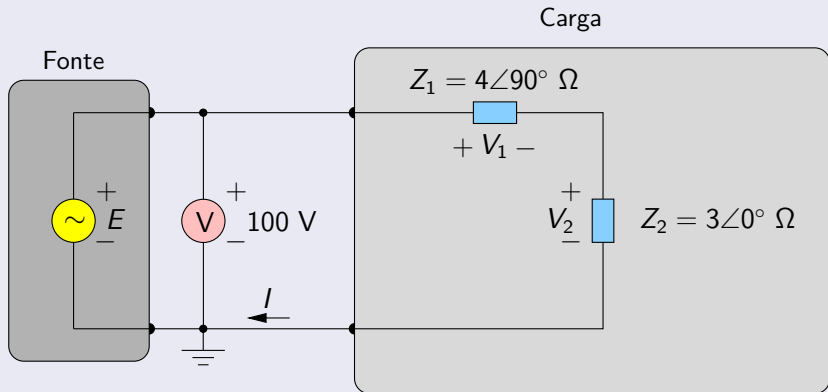 Carga
Fonte
Z₁ = 4∠90° Ω
+ V₁ −
+
E
−
∼
+
V
−
100 V
+
V₂
−
Z₂ = 3∠0° Ω
I